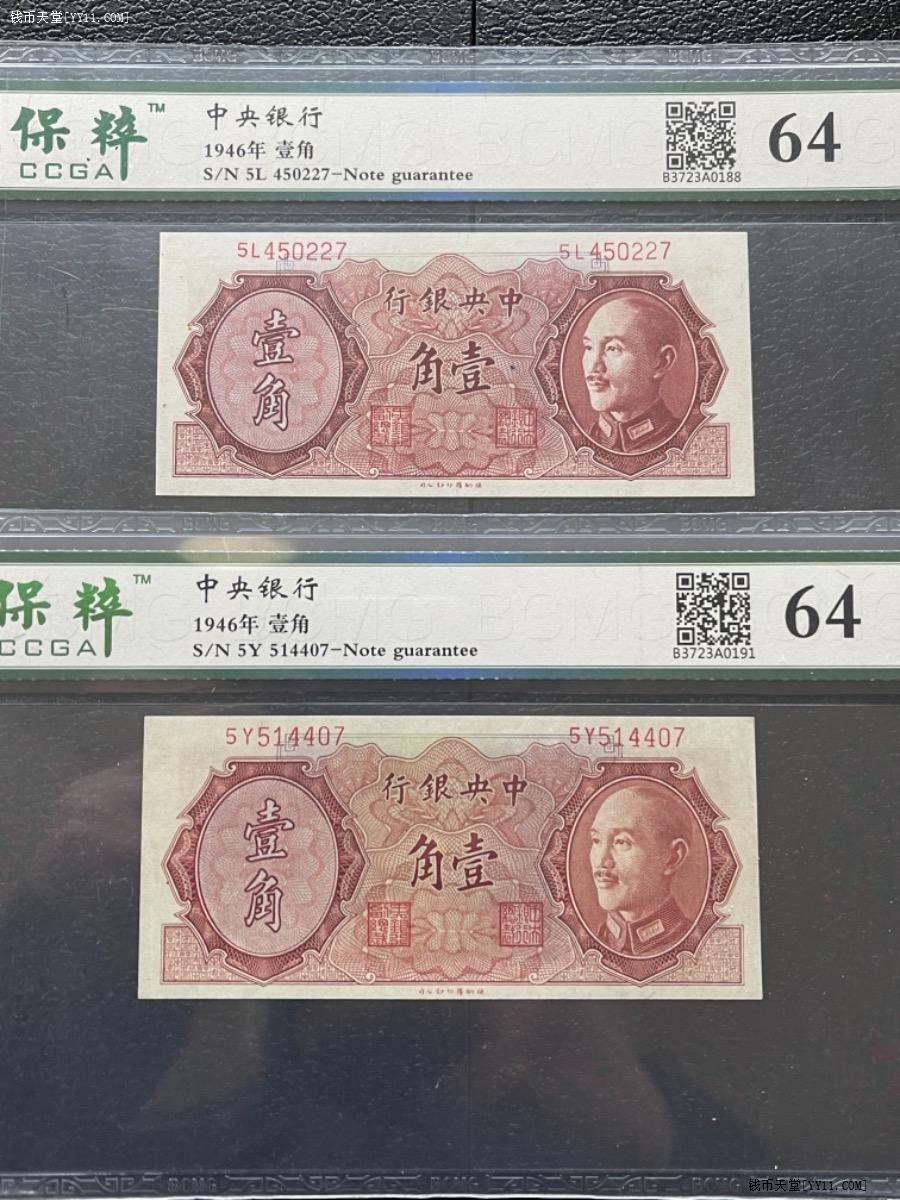 钱币天堂[YY11.COM]
保粹™
CCGA
中央银行
1946年 壹角
S/N 5L 450227-Note guarantee
B3723A0188
64
5L450227
5L450227
行銀央中
壹角
角壹
保粹™
CCGA
中央银行
1946年 壹角
S/N 5Y 514407-Note guarantee
B3723A0191
64
5Y514407
5Y514407
行銀央中
壹角
角壹
钱币天堂[YY11.COM]